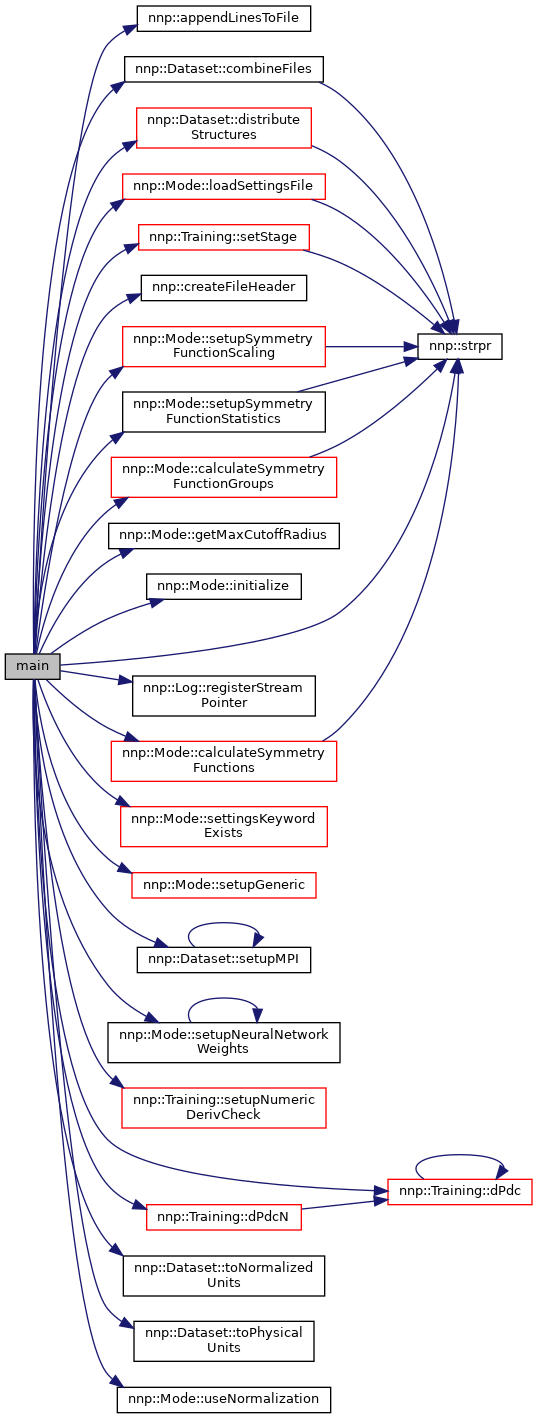 nnp::appendLinesToFile
nnp::Dataset::combineFiles
nnp::Dataset::distribute
Structures
nnp::Mode::loadSettingsFile
nnp::Training::setStage
nnp::createFileHeader
nnp::Mode::setupSymmetry
FunctionScaling
nnp::strpr
nnp::Mode::setupSymmetry
FunctionStatistics
nnp::Mode::calculateSymmetry
FunctionGroups
nnp::Mode::getMaxCutoffRadius
nnp::Mode::initialize
main
nnp::Log::registerStream
Pointer
nnp::Mode::calculateSymmetry
Functions
nnp::Mode::settingsKeyword
Exists
nnp::Mode::setupGeneric
nnp::Dataset::setupMPI
nnp::Mode::setupNeuralNetwork
Weights
nnp::Training::setupNumeric
DerivCheck
nnp::Training::dPdc
nnp::Training::dPdcN
nnp::Dataset::toNormalized
Units
nnp::Dataset::toPhysical
Units
nnp::Mode::useNormalization